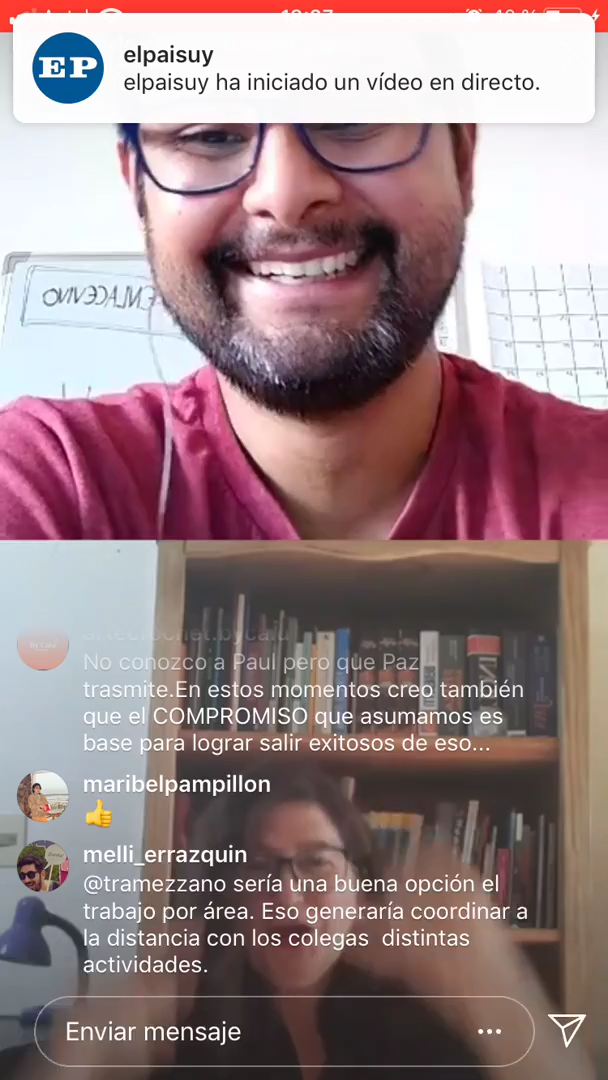 EP
elpaisuy
elpaisuy ha iniciado un vídeo en directo.
ENLACEVIVO
artecrochet.bycalu
No conozco a Paul pero que Paz
trasmite.En estos momentos creo también
que el COMPROMISO que asumamos es
base para lograr salir exitosos de eso...
maribelpampillon
melli_errazquin
@tramezzano sería una buena opción el
trabajo por área. Eso generaría coordinar a
la distancia con los colegas distintas
actividades.
Enviar mensaje